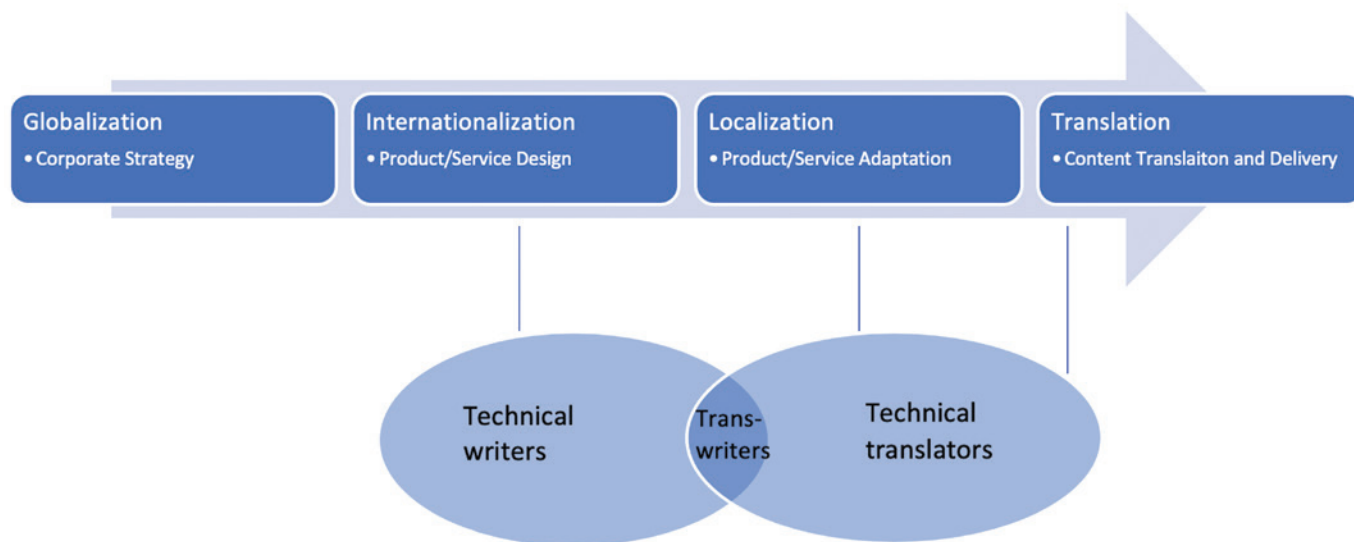 Globalization
• Corporate Strategy
Internationalization
• Product/Service Design
Localization
• Product/Service Adaptation
Translation
• Content Translaiton and Delivery
Technical
writers
Trans-
writers
Technical
translators